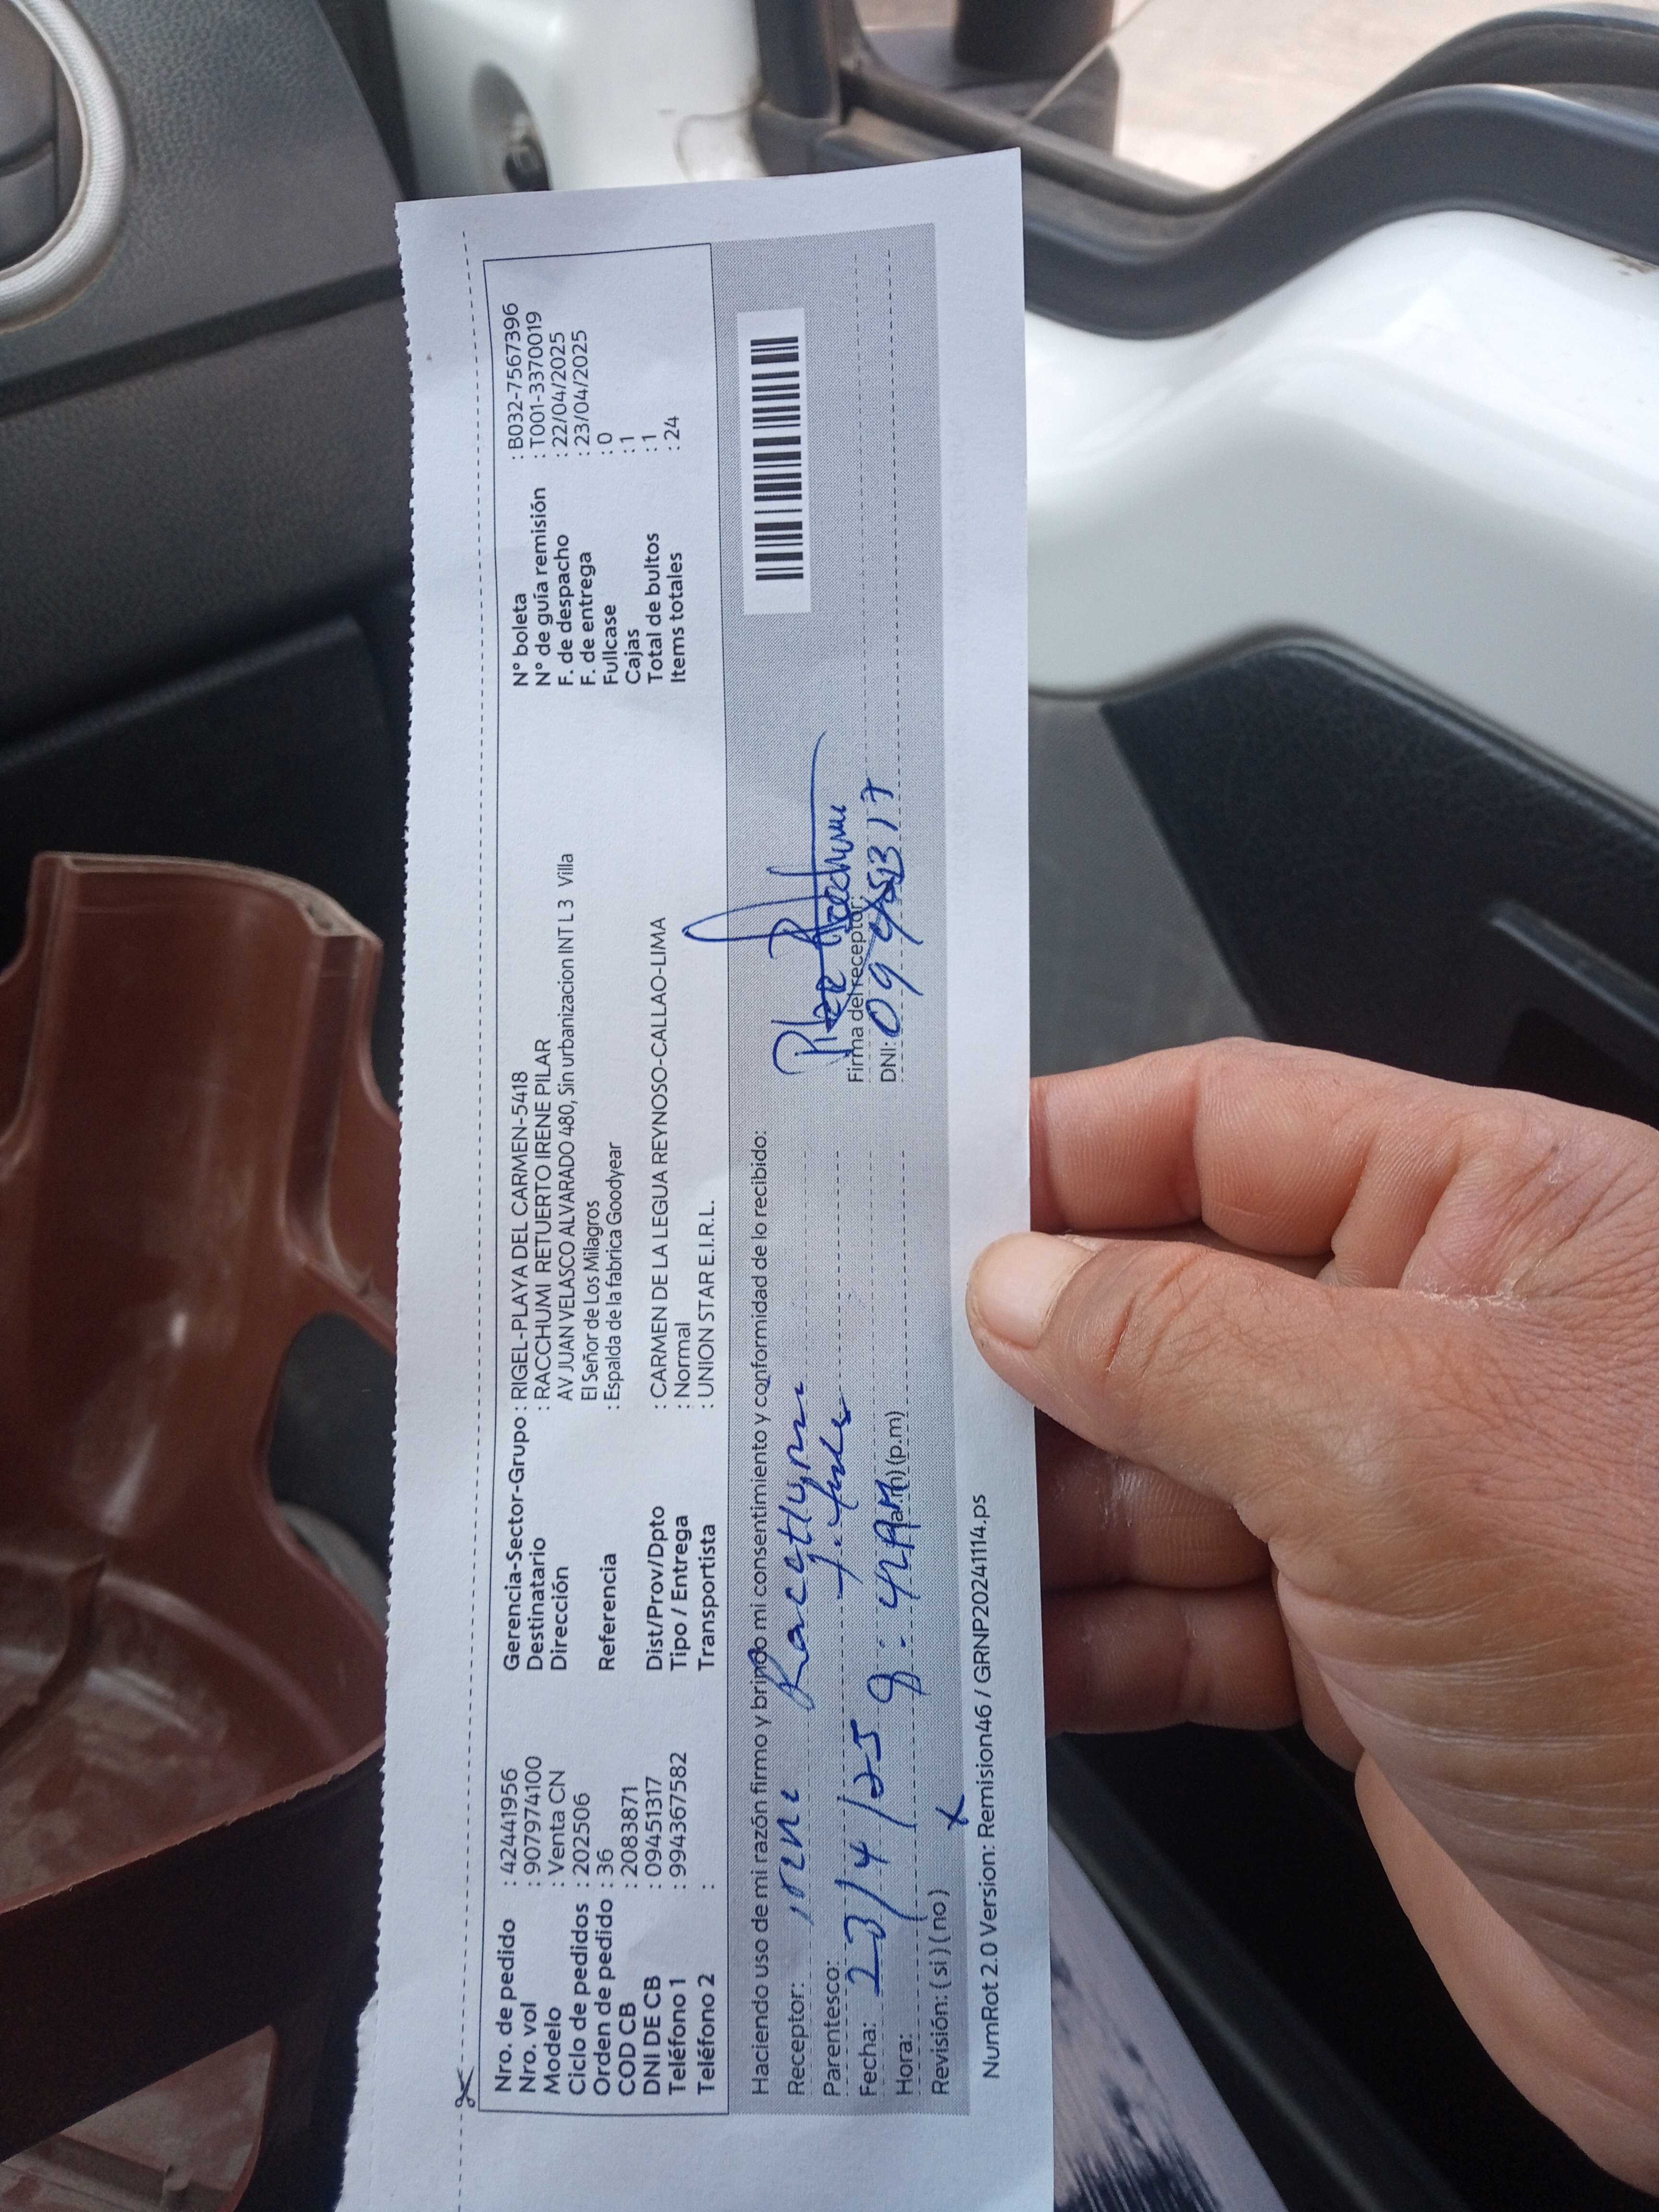 Nro. de pedido : 42441956
Nro. vol : 9079774100
Modelo : Venta CN
Ciclo de pedidos : 202506
Orden de pedido : 36
COD CB : 2083871
DNI DE CB : 09451317
Teléfono 1 : 994367582
Teléfono 2 :
Gerencia-Sector-Grupo : RIGEL-PLAYA DEL CARMEN-5418
Destinatario : RACCHUMI RETUERTO IRENE PILAR
Dirección AV JUAN VELASCO ALVARADO 480, Sin urbanizacion INT L 3 Villa
El Señor de Los Milagros
Referencia : Espalda de la fabrica Goodyear
Dist/Prov/Dpto : CARMEN DE LA LEGUA REYNOSO-CALLAO-LIMA
Tipo / Entrega : Normal
Transportista : UNION STAR E.I.R.L.
N° boleta : B032-7567396
N° de guía remisión : T001-3370019
F. de despacho : 22/04/2025
F. de entrega : 23/04/2025
Fullcase : 0
Cajas : 1
Total de bultos : 1
Items totales : 24
Haciendo uso de mi razón firmo y brindo mi consentimiento y conformidad de lo recibido:
Receptor:
Parentesco:
Fecha: 23/4/25
Hora: 8:42 AM (a.m) (p.m)
Revisión: ( si ) ( no ) x
Firma del receptor:
DNI: 09451317
NumRot 2.0 Version: Remision46 / GRNP20241114.ps